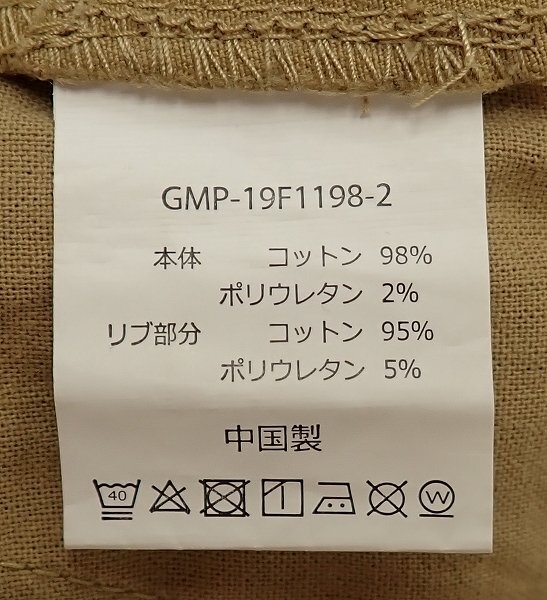 GMP-19F1198-2
本体 コットン 98%
ポリウレタン 2%
リブ部分 コットン 95%
ポリウレタン 5%
中国製
40 W